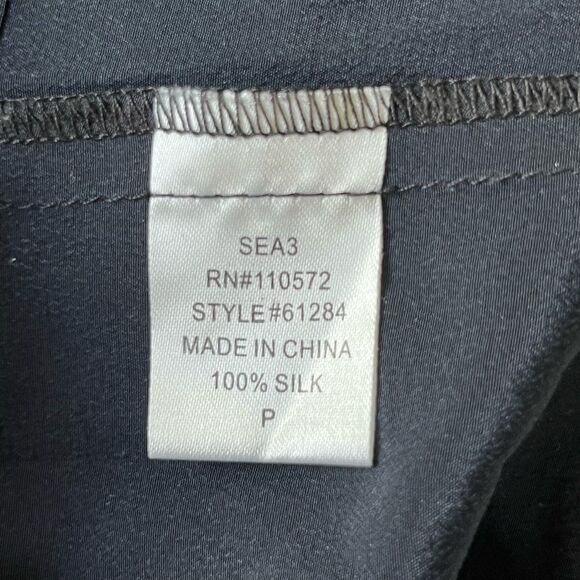 SEA3
RN#110572
STYLE#61284
MADE IN CHINA
100% SILK
P